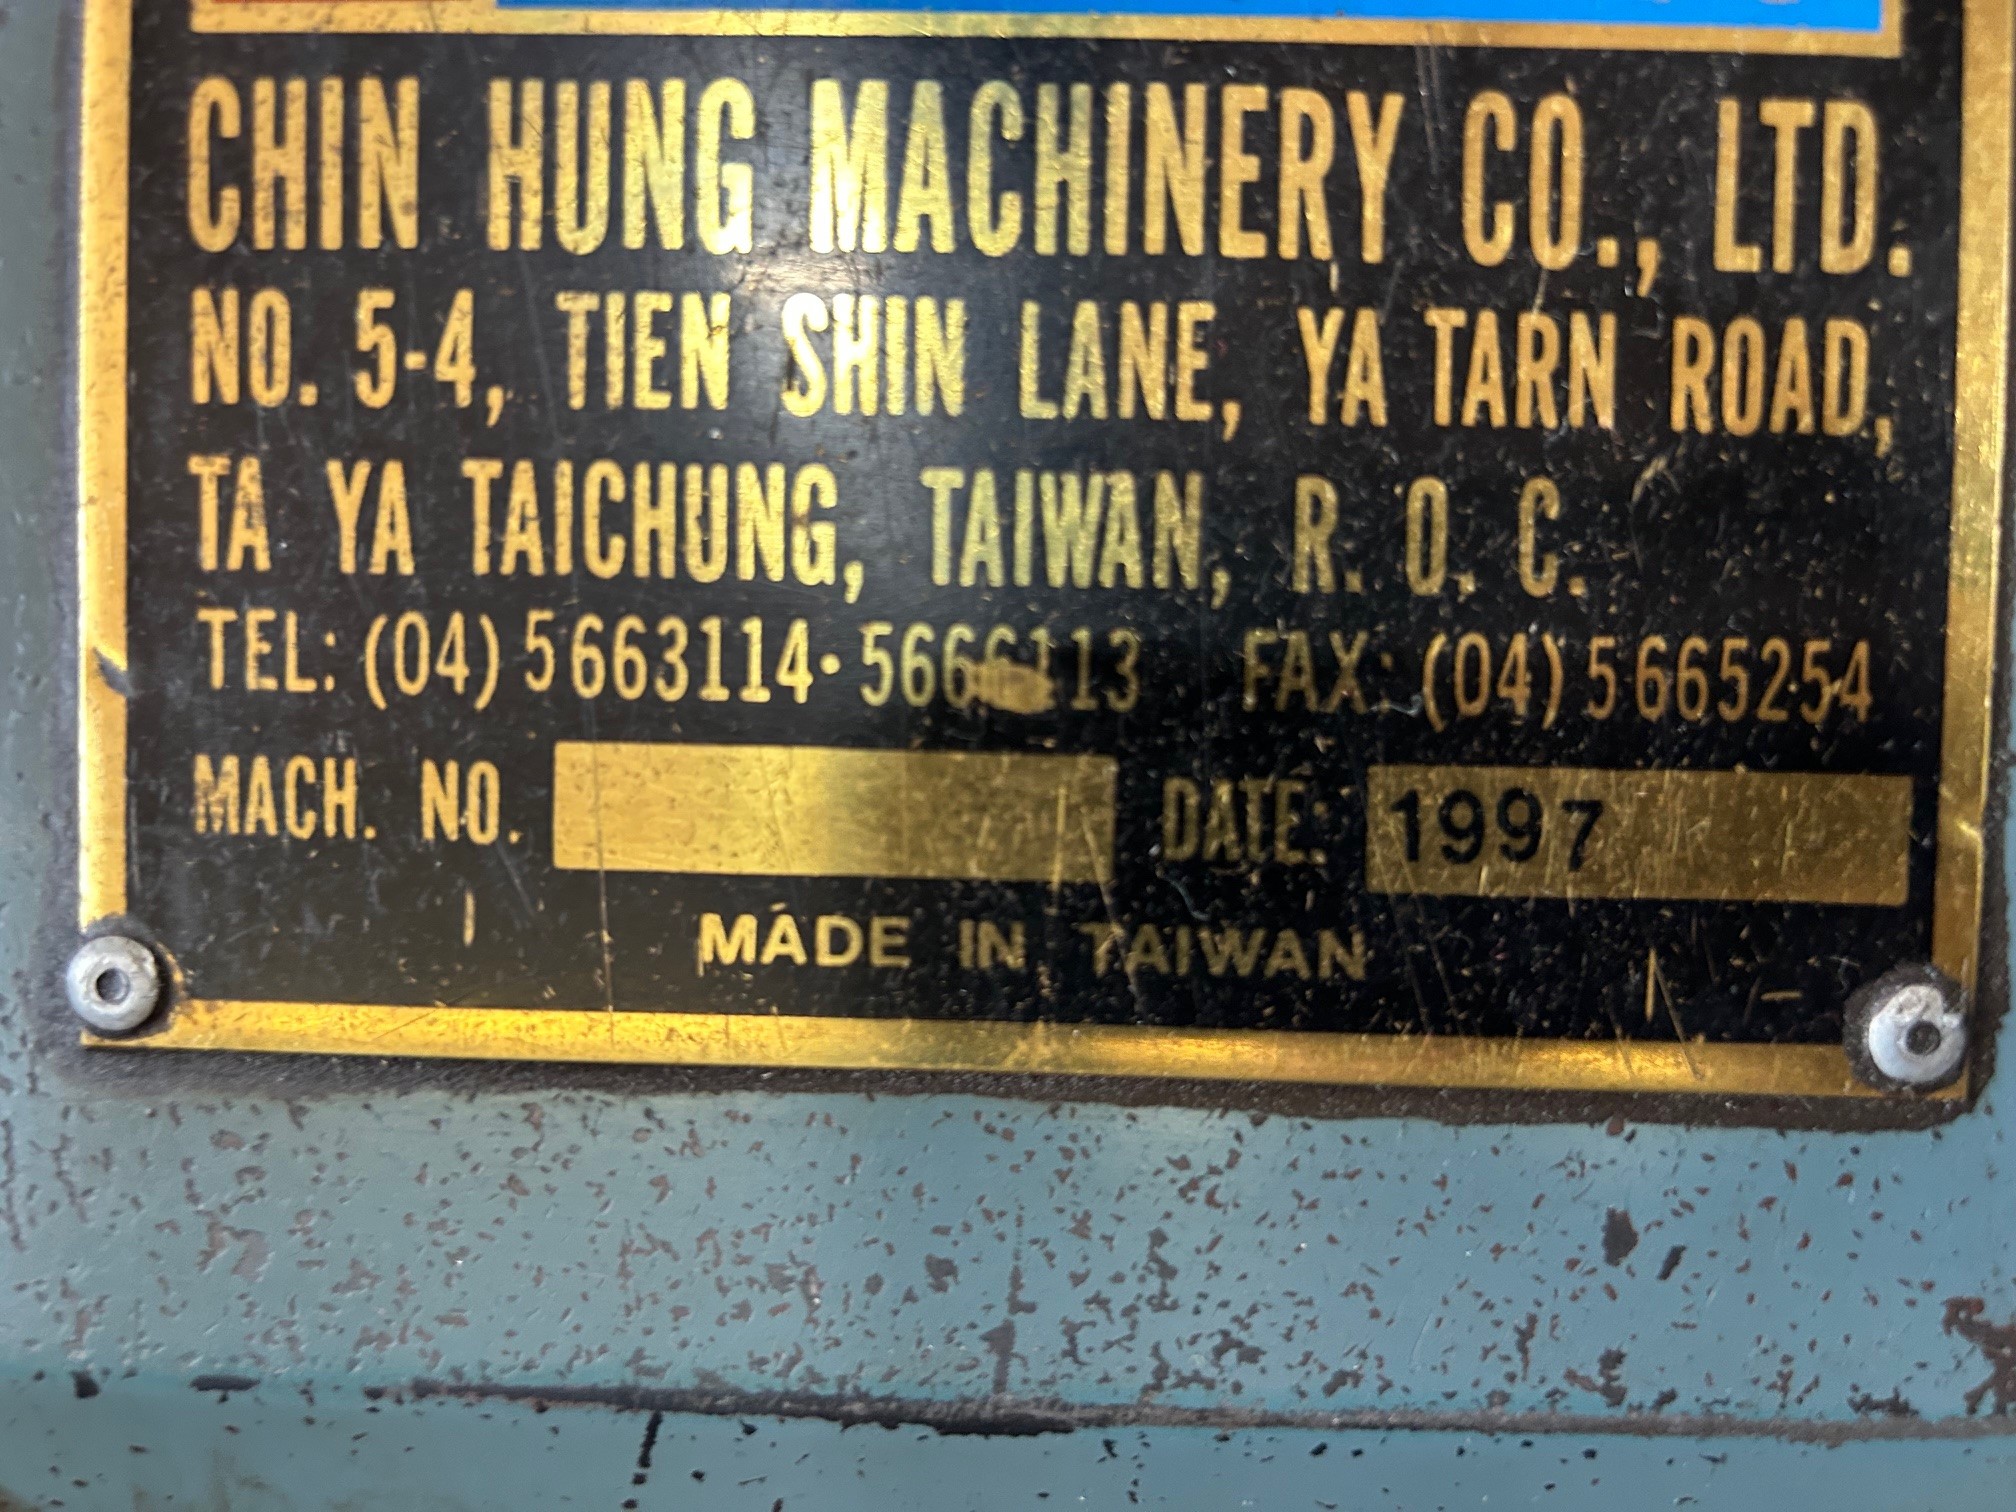 CHIN HUNG MACHINERY CO., LTD.
NO. 5-4, TIEN SHIN LANE, YA TARN ROAD,
TA YA TAICHUNG, TAIWAN, R. O. C.
TEL: (04) 5663114· FAX: (04) 5665254
MACH. NO. DATE: 1997
MADE IN TAIWAN